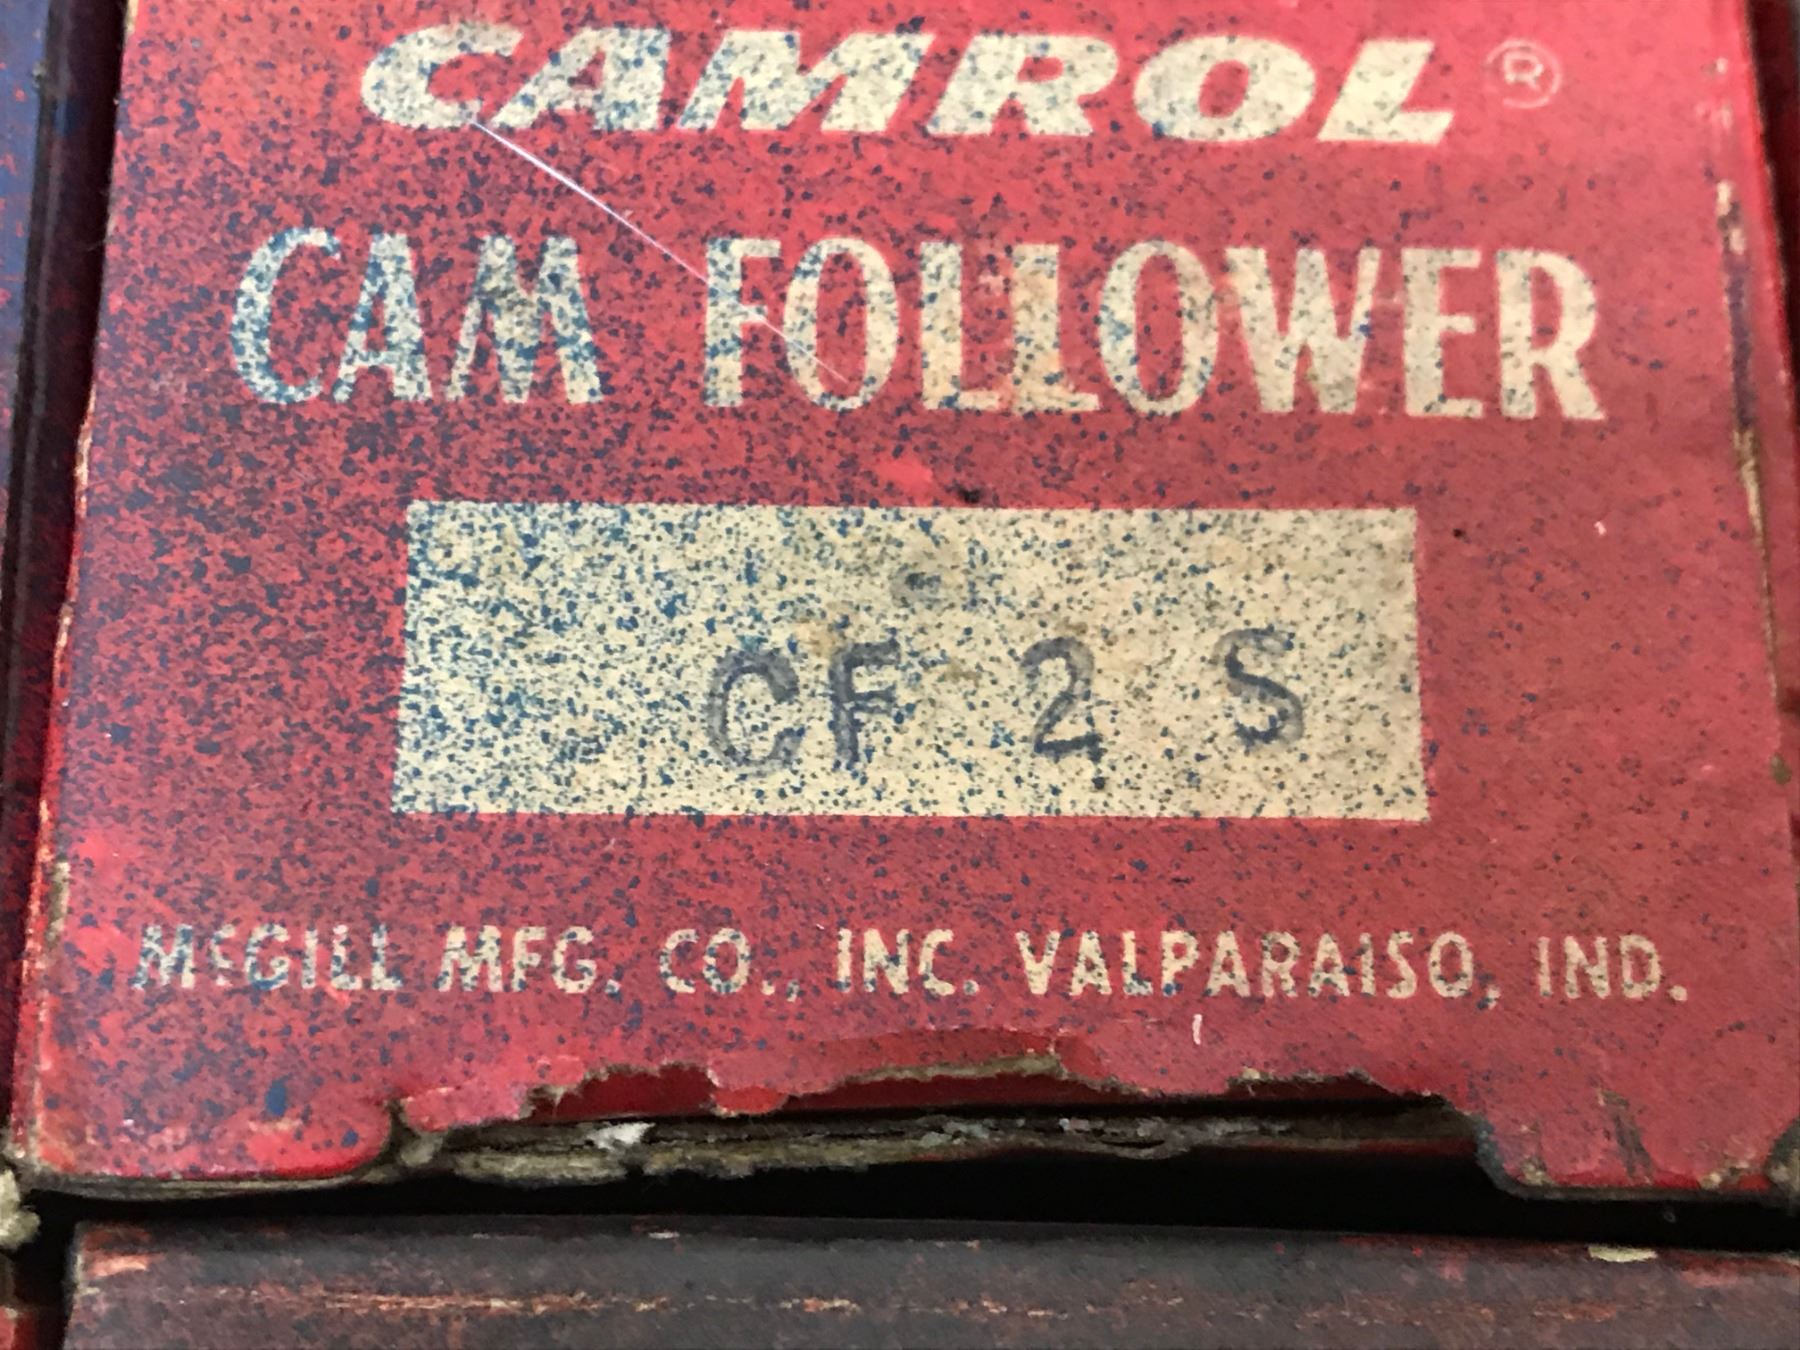 CAMROL ®
CAM FOLLOWER
CF 2 S
McGILL MFG. CO., INC. VALPARAISO, IND.